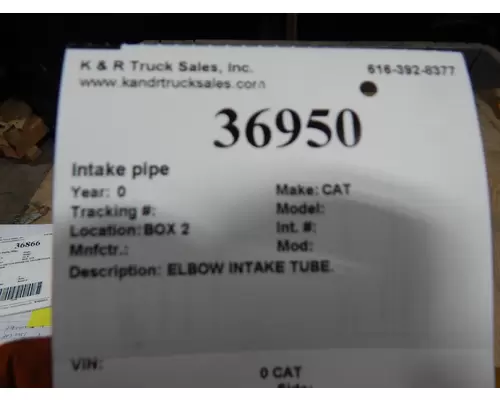 K & R Truck Sales, Inc. 616-392-8377
www.kandrtrucksales.com
36950
Intake pipe
Year: 0 Make: CAT
Tracking #: Model:
Location: BOX 2 Int. #:
Mnfctr.: Mod:
Description: ELBOW INTAKE TUBE.
VIN: 0 CAT
36866